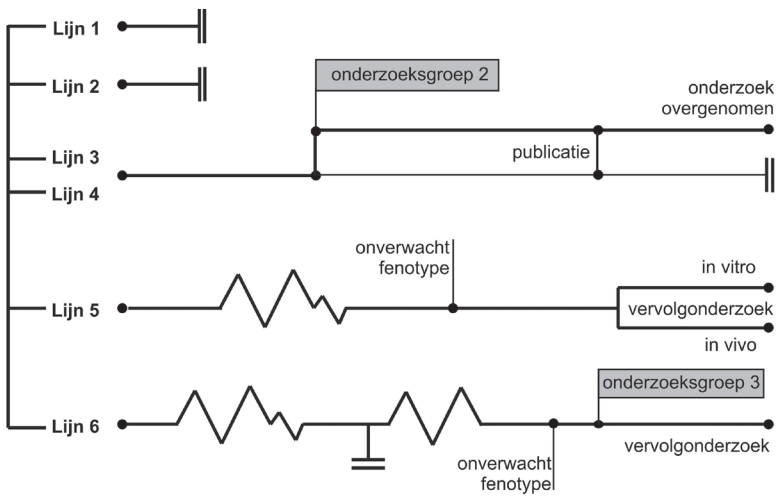 Lijn 1
Lijn 2
onderzoeksgroep 2
onderzoek
overgenomen
Lijn 3
publicatie
Lijn 4
onverwacht
fenotype
in vitro
Lijn 5
vervolgonderzoek
in vivo
onderzoeksgroep 3
Lijn 6
vervolgonderzoek
onverwacht
fenotype